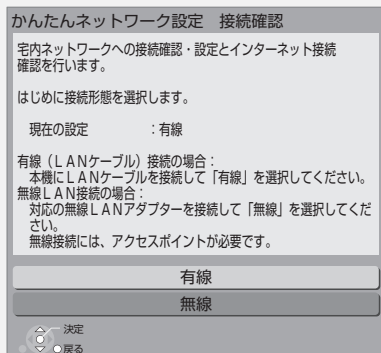 かんたんネットワーク設定　接続確認
宅内ネットワークへの接続確認・設定とインターネット接続
確認を行います。
はじめに接続形態を選択します。
現在の設定　　　：有線
有線（ＬＡＮケーブル）接続の場合：
本機にＬＡＮケーブルを接続して「有線」を選択してください。
無線ＬＡＮ接続の場合：
対応の無線ＬＡＮアダプターを接続して「無線」を選択してくだ
さい。
無線接続には、アクセスポイントが必要です。
有線
無線
決定
戻る